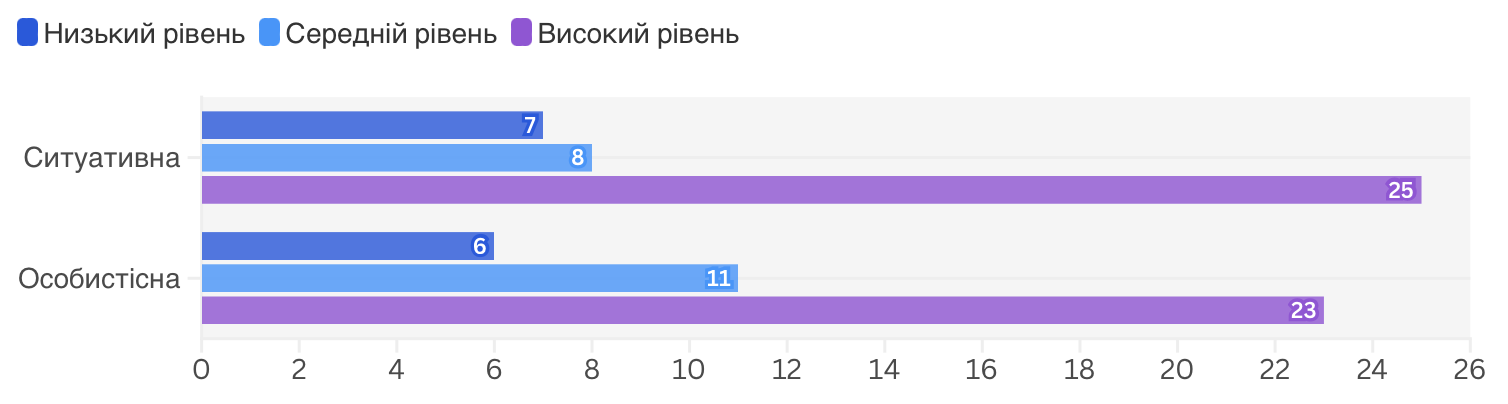 Низький рівень Середній рівень Високий рівень
7
Ситуативна 8
25
6
Особистісна 11
23
0 2 4 6 8 10 12 14 16 18 20 22 24 26